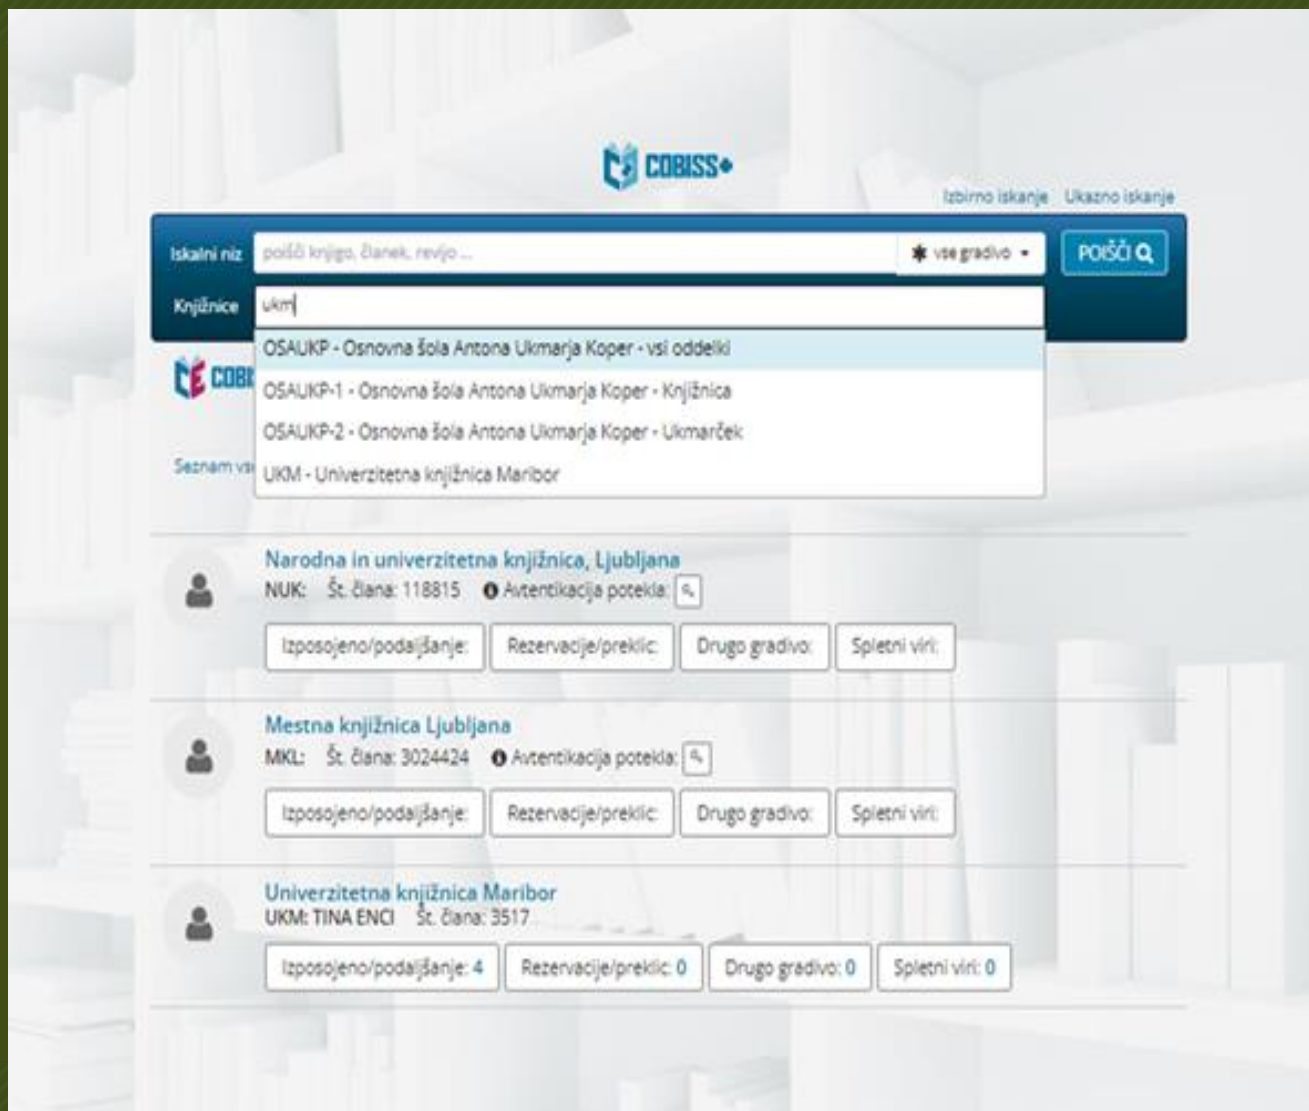 COBISS+
Izbirno iskanje Ukazno iskanje
Iskalni niz poišči knjigo, članek, revijo ... vse gradivo POIŠČI
Knjižnice ukm
OSAUKP - Osnovna šola Antona Ukmarja Koper - vsi oddelki
OSAUKP-1 - Osnovna šola Antona Ukmarja Koper - Knjižnica
OSAUKP-2 - Osnovna šola Antona Ukmarja Koper - Ukmarček
Seznam
UKM - Univerzitetna knjižnica Maribor
Narodna in univerzitetna knjižnica, Ljubljana
NUK: Št. člana: 118815 Avtentikacija potekla:
Izposojeno/podaljšanje: Rezervacije/preklic: Drugo gradivo: Spletni viri:
Mestna knjižnica Ljubljana
MKL: Št. člana: 3024424 Avtentikacija potekla:
Izposojeno/podaljšanje: Rezervacije/preklic: Drugo gradivo: Spletni viri:
Univerzitetna knjižnica Maribor
UKM: TINA ENCI Št. člana: 3517
Izposojeno/podaljšanje: 4 Rezervacije/preklic: 0 Drugo gradivo: 0 Spletni viri: 0